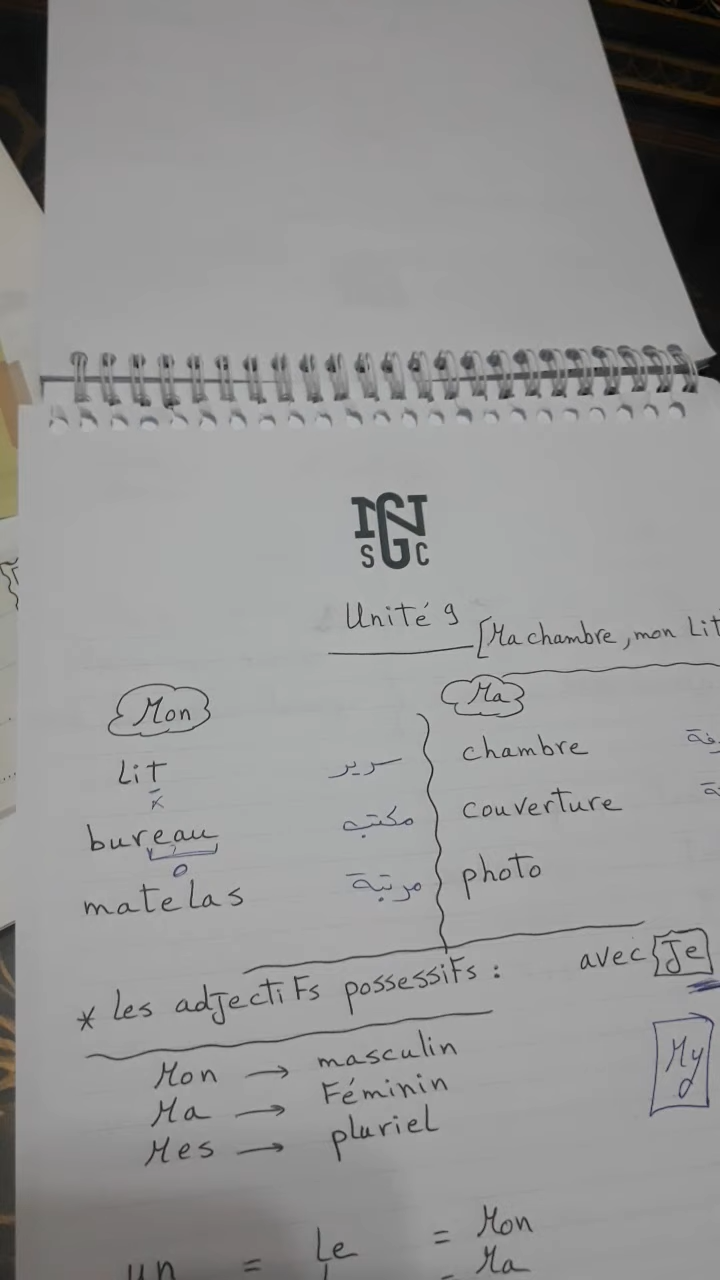 IGNT
S C
Unité 9 [Ma chambre, mon Lit
Mon
Ma
Lit سرير
chambre
bureau مكتب
o
couverture
matelas مرتبة
photo
* les adjectifs possessifs : avec Je
Mon → masculin
Ma → Féminin
Mes → pluriel
My
un = Le = Mon
= Ma